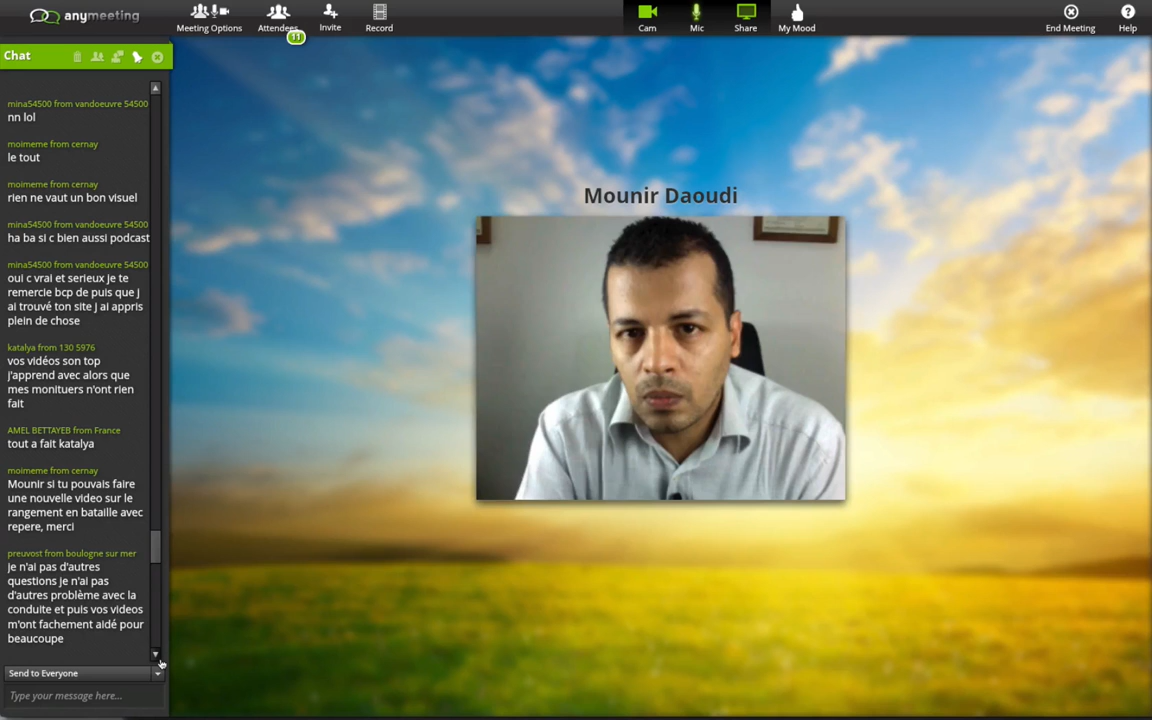 anymeeting
Meeting Options
Attendees
11
Invite
Record
Cam
Mic
Share
My Mood
End Meeting
Help
Chat
mina54500 from vandoeuvre 54500
nn lol
moimeme from cernay
le tout
moimeme from cernay
rien ne vaut un bon visuel
mina54500 from vandoeuvre 54500
ha ba si c bien aussi podcast
mina54500 from vandoeuvre 54500
oui c vrai et serieux je te
remercie bcp de puis que j
ai trouvé ton site j ai appris
plein de chose
katalya from 130 5976
vos vidéos son top
j'apprend avec alors que
mes monituers n'ont rien
fait
AMEL BETTAYEB from France
tout a fait katalya
moimeme from cernay
Mounir si tu pouvais faire
une nouvelle video sur le
rangement en bataille avec
repere, merci
preuvost from boulogne sur mer
je n'ai pas d'autres
questions je n'ai pas
d'autres problème avec la
conduite et puis vos videos
m'ont fachement aidé pour
beaucoupe
Send to Everyone
Type your message here...
Mounir Daoudi